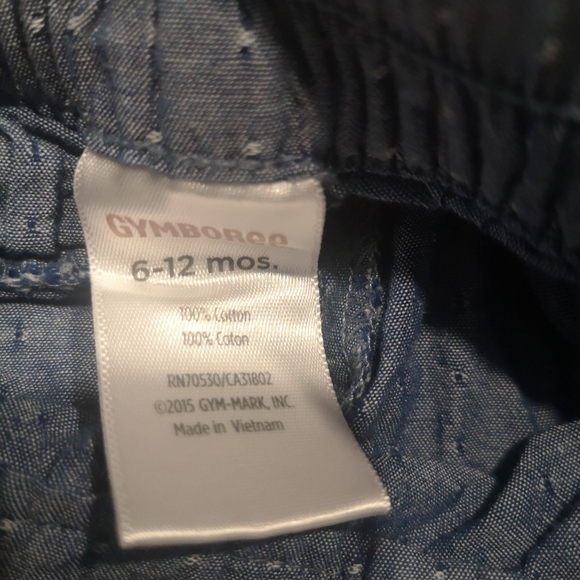 GYMBOREE
6-12 mos.
100% Cotton
100% Coton
RN70530/CA31802
©2015 GYM-MARK, INC.
Made in Vietnam